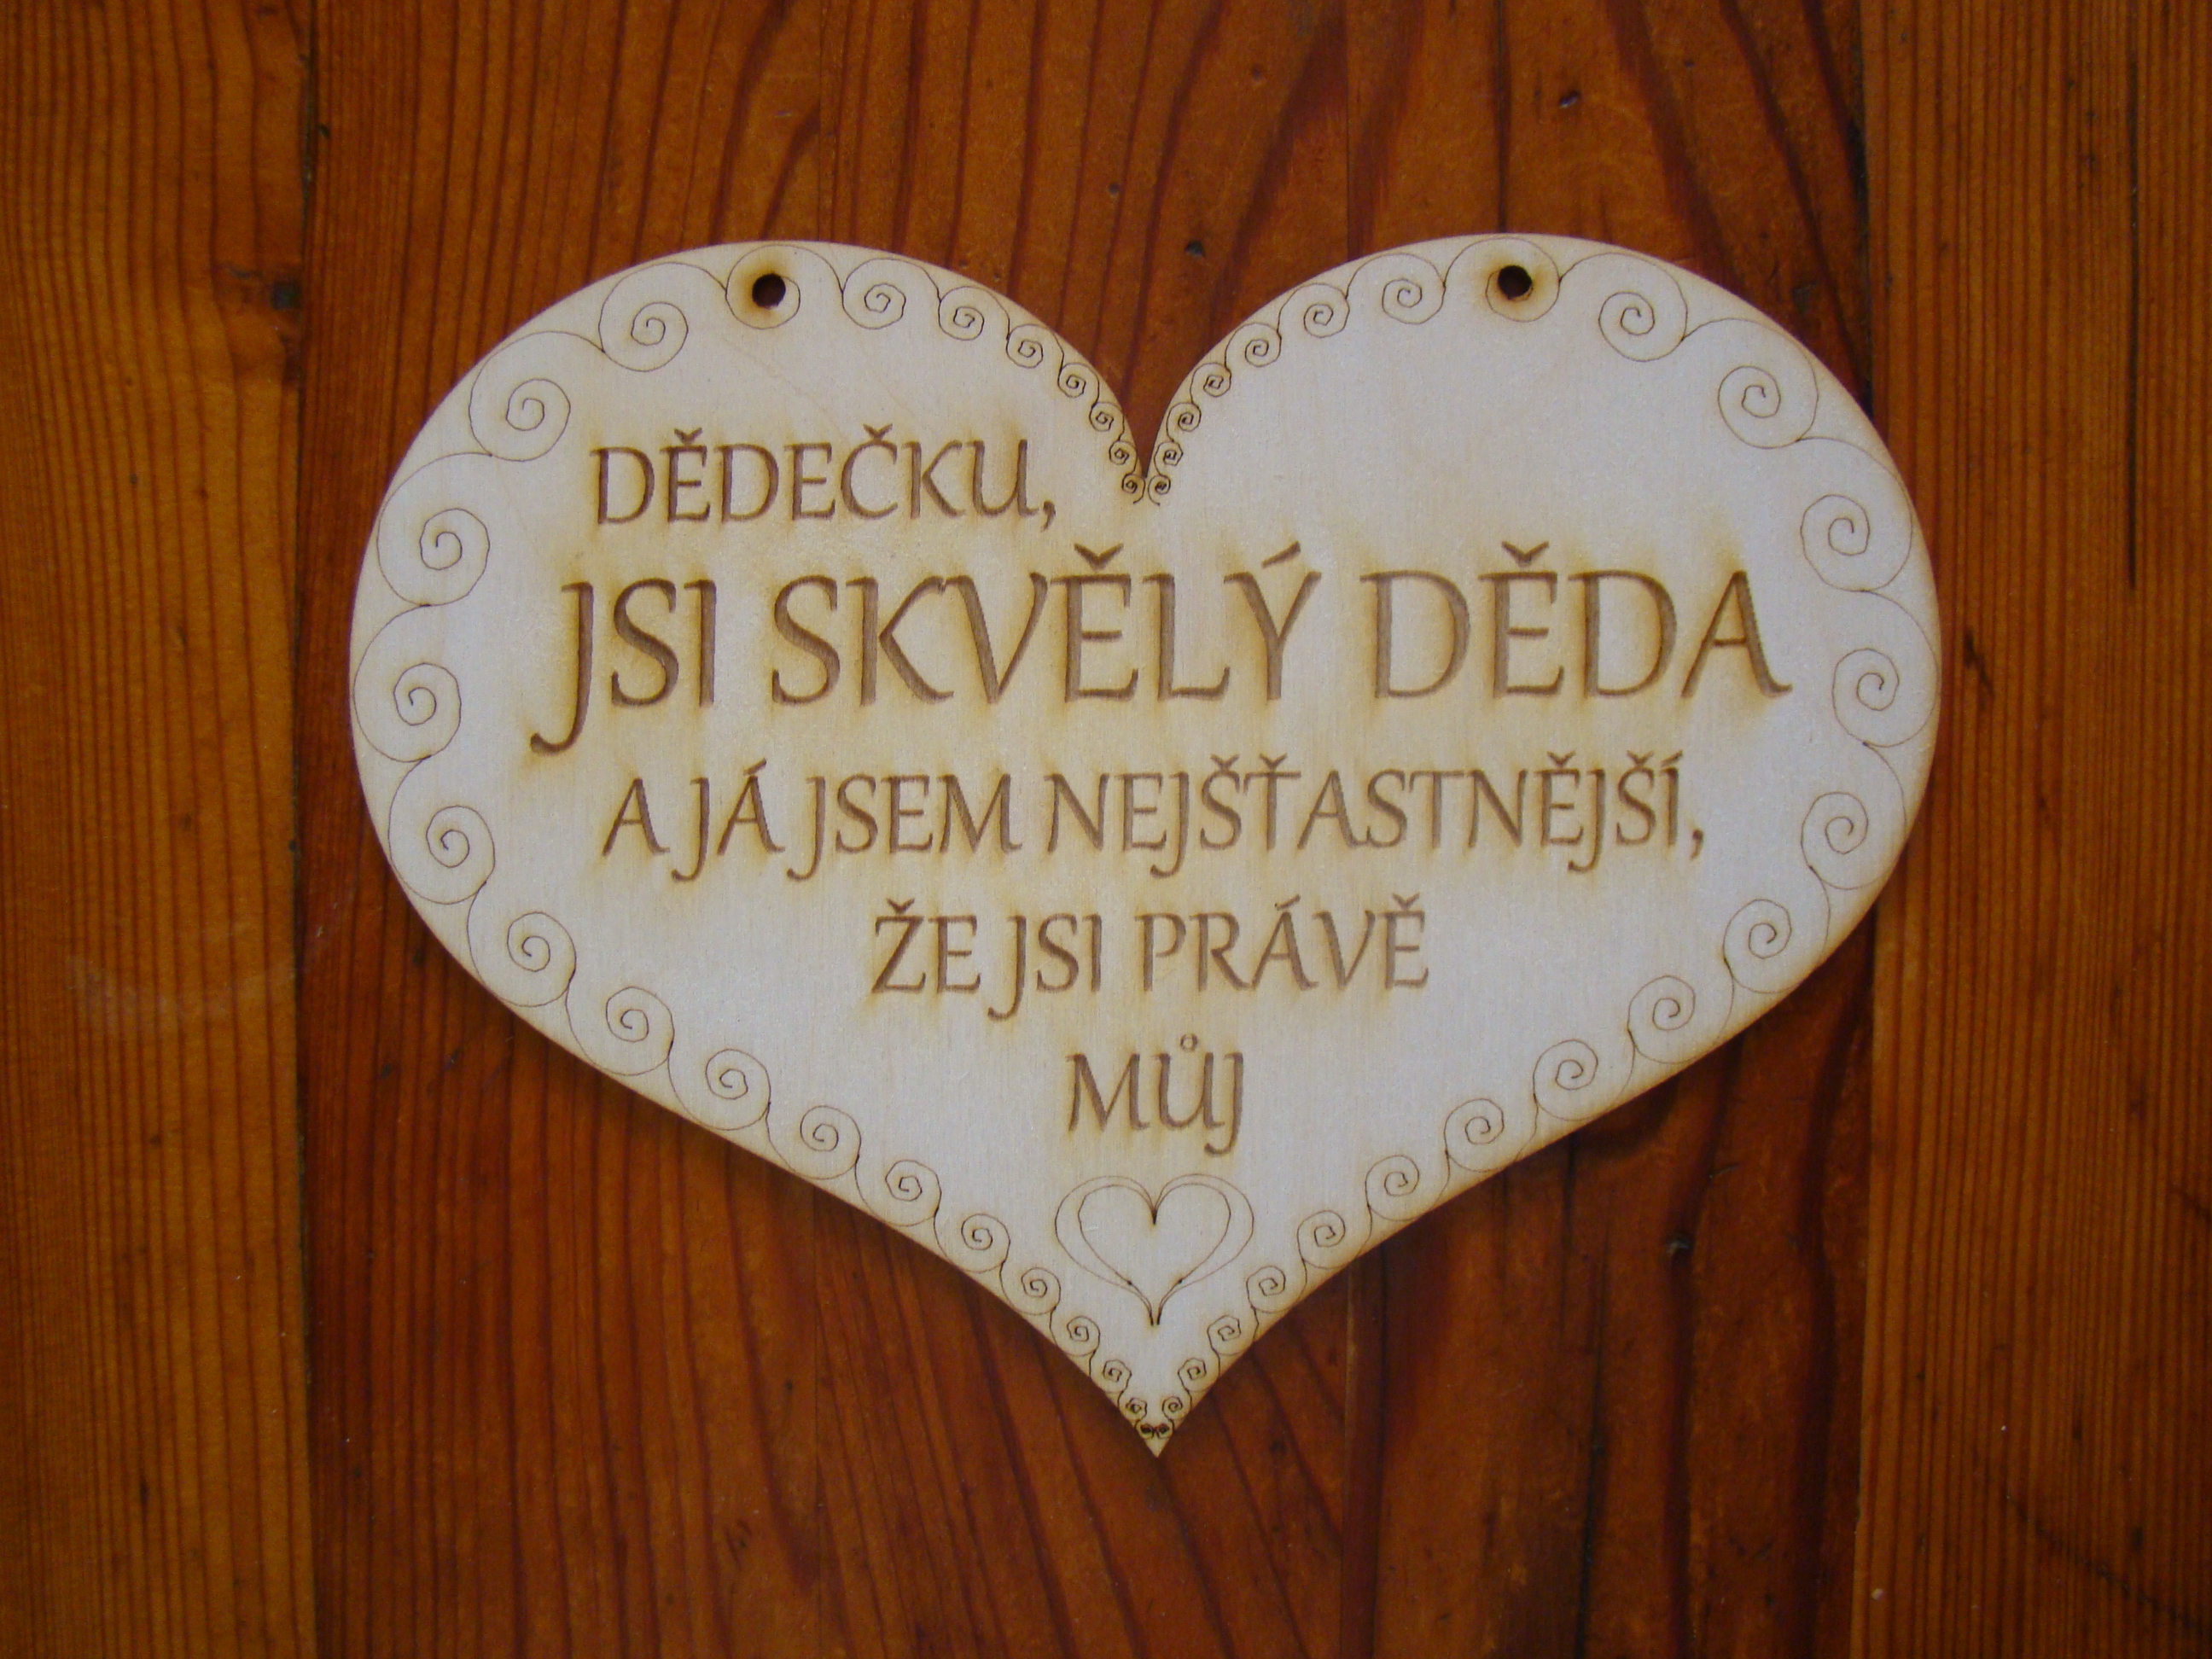 DĚDEČKU,
JSI SKVĚLÝ DĚDA
A JÁ JSEM NEJŠŤASTNĚJŠÍ,
ŽE JSI PRÁVĚ
MŮJ